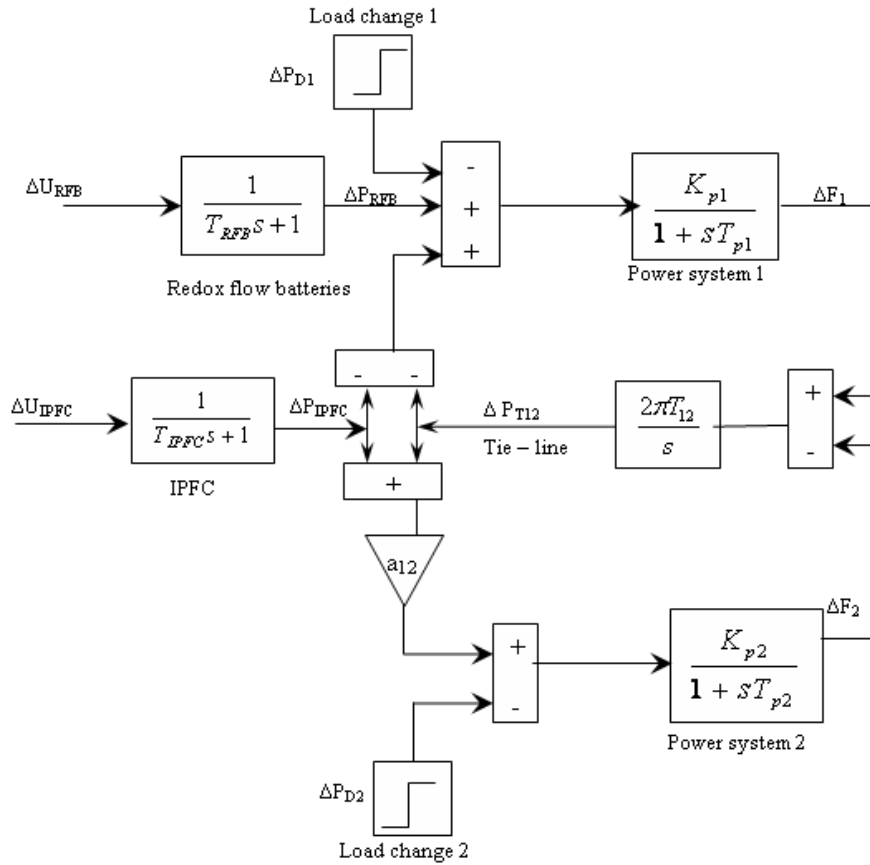 Load change 1
ΔP_D1
-
+
+
ΔU_RFB
1
T_RFB s + 1
ΔP_RFB
K_p1
1 + sT_p1
ΔF_1
Redox flow batteries
Power system 1
- -
ΔU_IPFC
1
T_IPFC s + 1
ΔP_IPFC
Δ P_T12
2πT_12
s
+
-
Tie – line
IPFC
+
a_12
+
-
K_p2
1 + sT_p2
ΔF_2
Power system 2
ΔP_D2
Load change 2